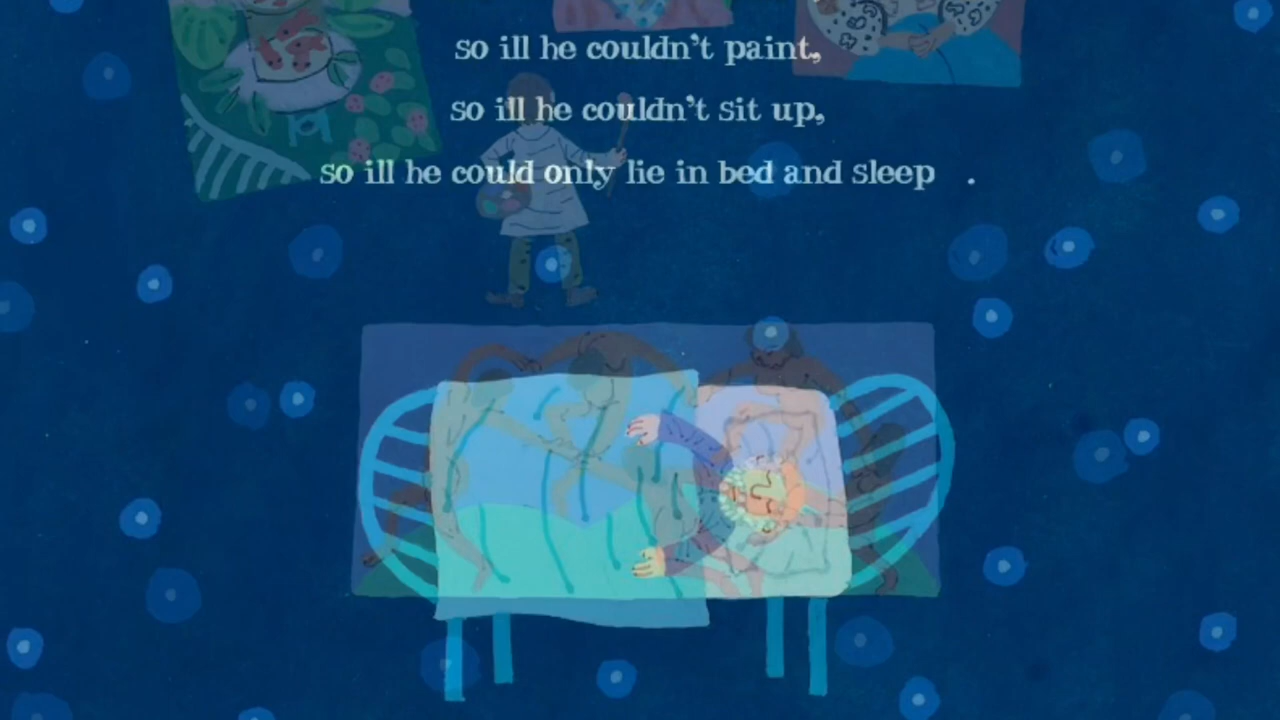 so ill he couldn't paint,
so ill he couldn't sit up,
so ill he could only lie in bed and sleep .